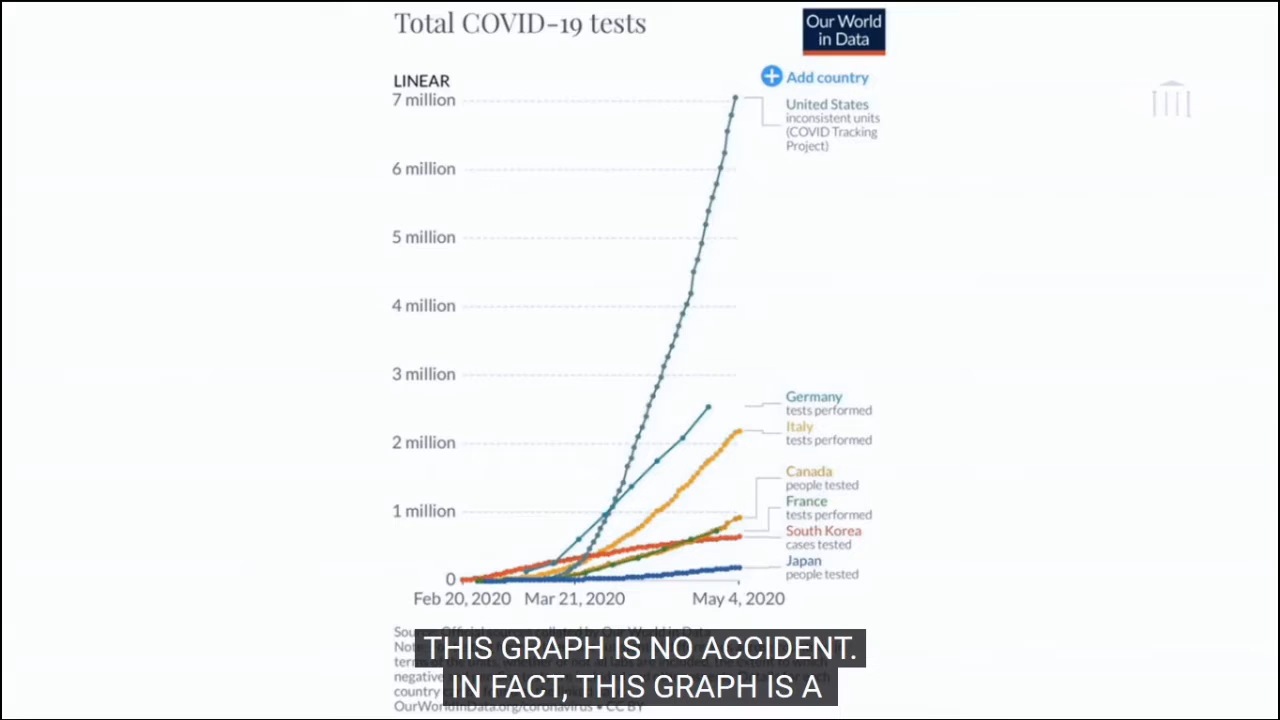 Total COVID-19 tests
Our World
in Data
LINEAR
Add country
7 million
6 million
5 million
4 million
3 million
2 million
1 million
0
United States
inconsistent units
(COVID Tracking
Project)
Germany
tests performed
Italy
tests performed
Canada
people tested
France
tests performed
South Korea
cases tested
Japan
people tested
Feb 20, 2020 Mar 21, 2020 May 4, 2020
negative
country
OurWorldInData.org/coronavirus • CC BY
THIS GRAPH IS NO ACCIDENT.
IN FACT, THIS GRAPH IS A